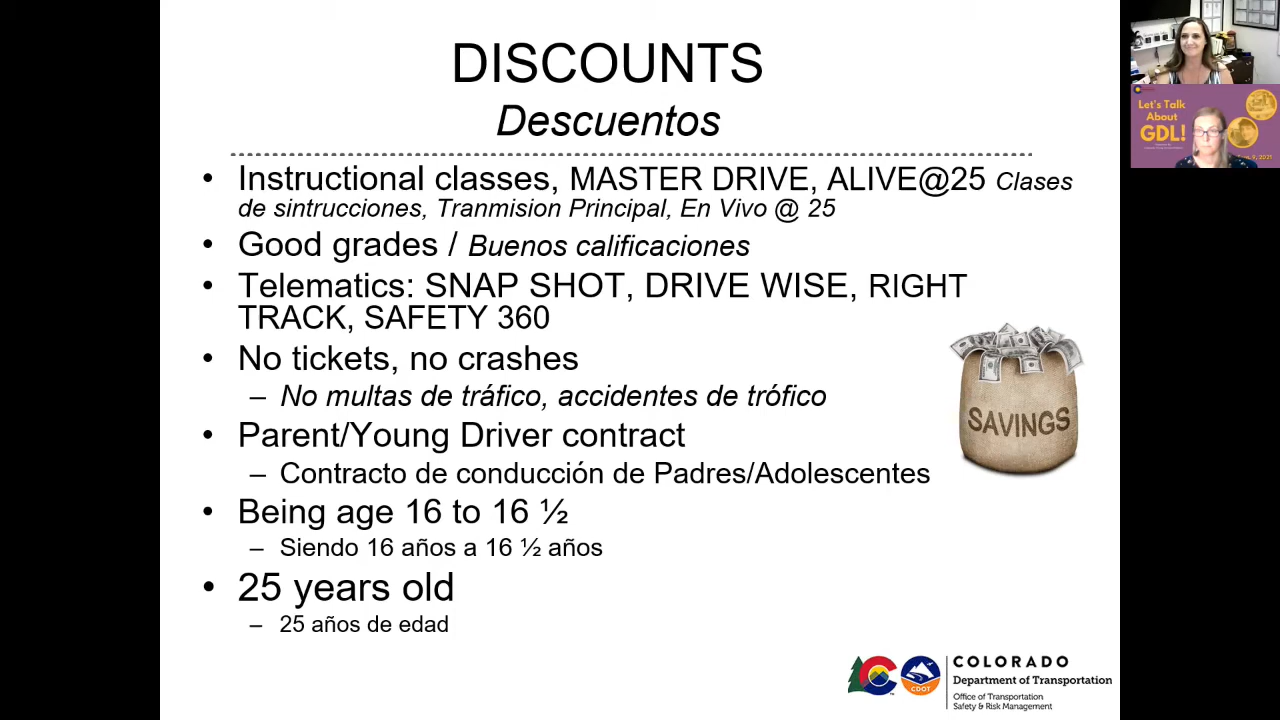 DISCOUNTS
Descuentos
• Instructional classes, MASTER DRIVE, ALIVE@25 Clases
de sintrucciones, Tranmision Principal, En Vivo @ 25
• Good grades / Buenos calificaciones
• Telematics: SNAP SHOT, DRIVE WISE, RIGHT
TRACK, SAFETY 360
• No tickets, no crashes
– No multas de tráfico, accidentes de trófico
• Parent/Young Driver contract
– Contracto de conducción de Padres/Adolescentes
• Being age 16 to 16 ½
– Siendo 16 años a 16 ½ años
• 25 years old
– 25 años de edad
SAVINGS
CDOT
COLORADO
Department of Transportation
Office of Transportation
Safety & Risk Management
Let's Talk
About
GDL!
9, 2021